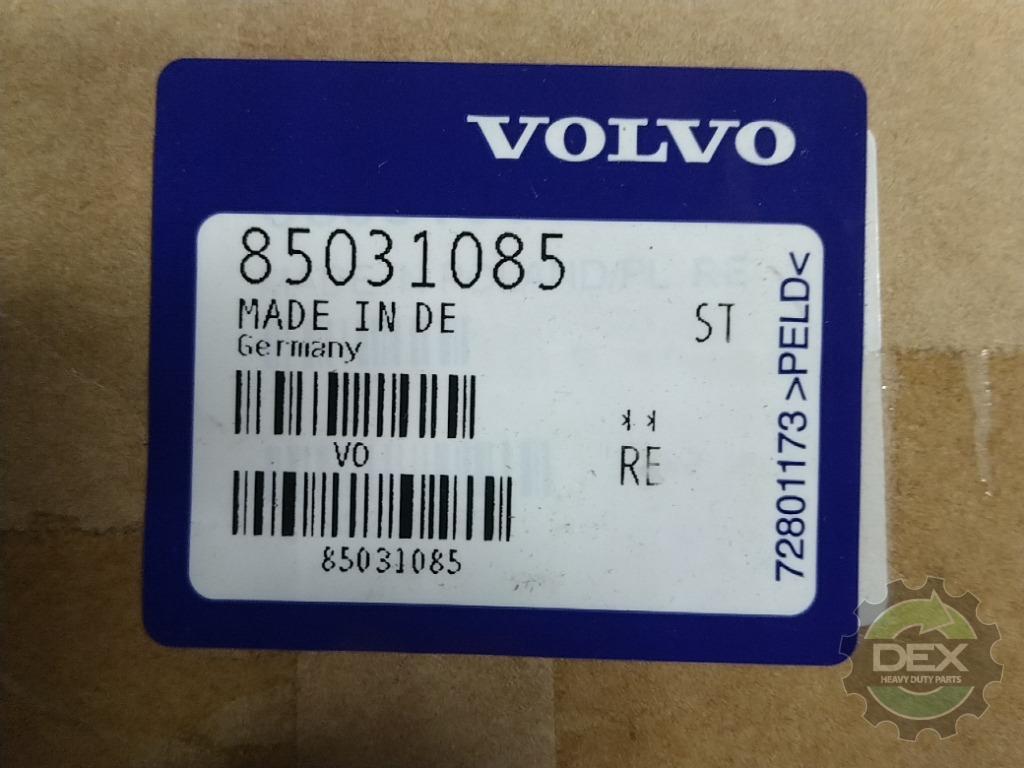 VOLVO
85031085
MADE IN DE
ST
Germany
**
VO
RE
85031085
72801173 >PELD<
DEX
HEAVY DUTY PARTS